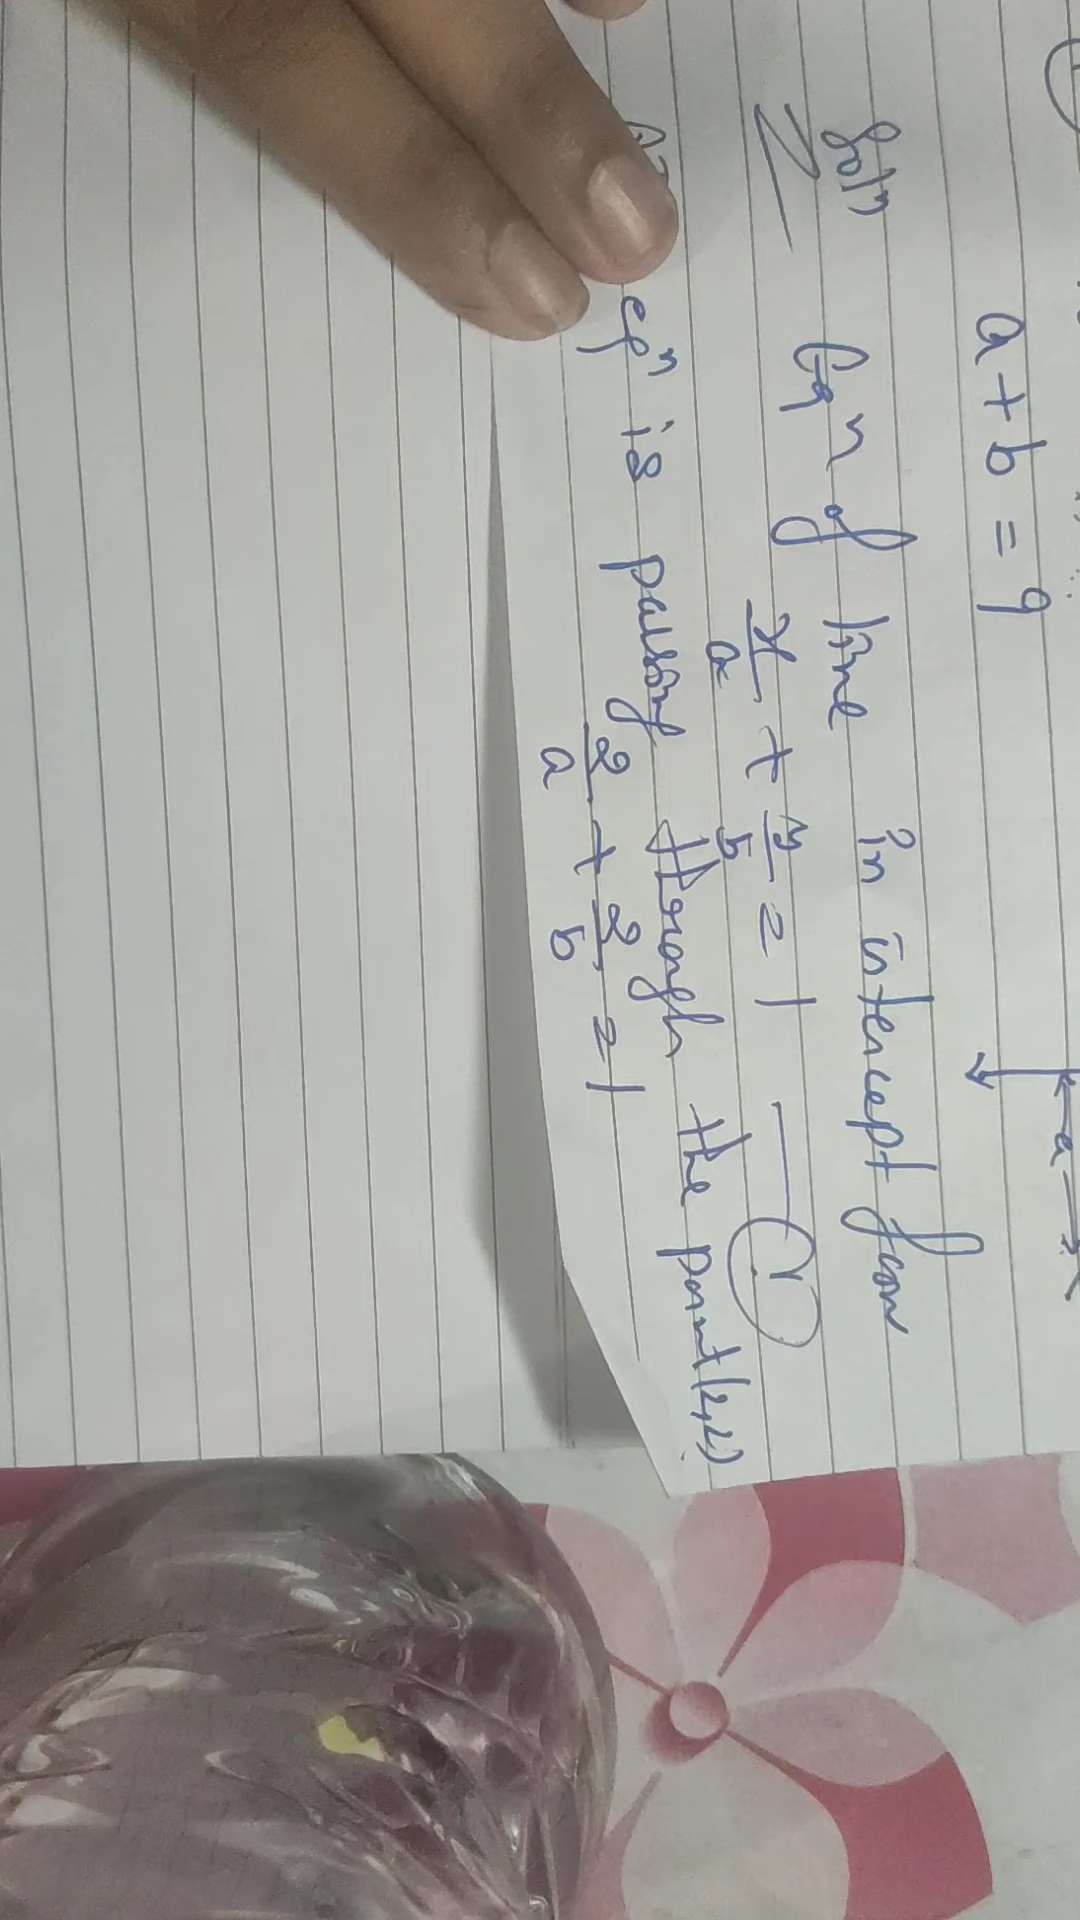 a + b = 9
Soln
Eqn of line in intercept form
x/a + y/b = 1 — (1)
eqn is passing through the point (2,2)
2/a + 2/b = 1
a